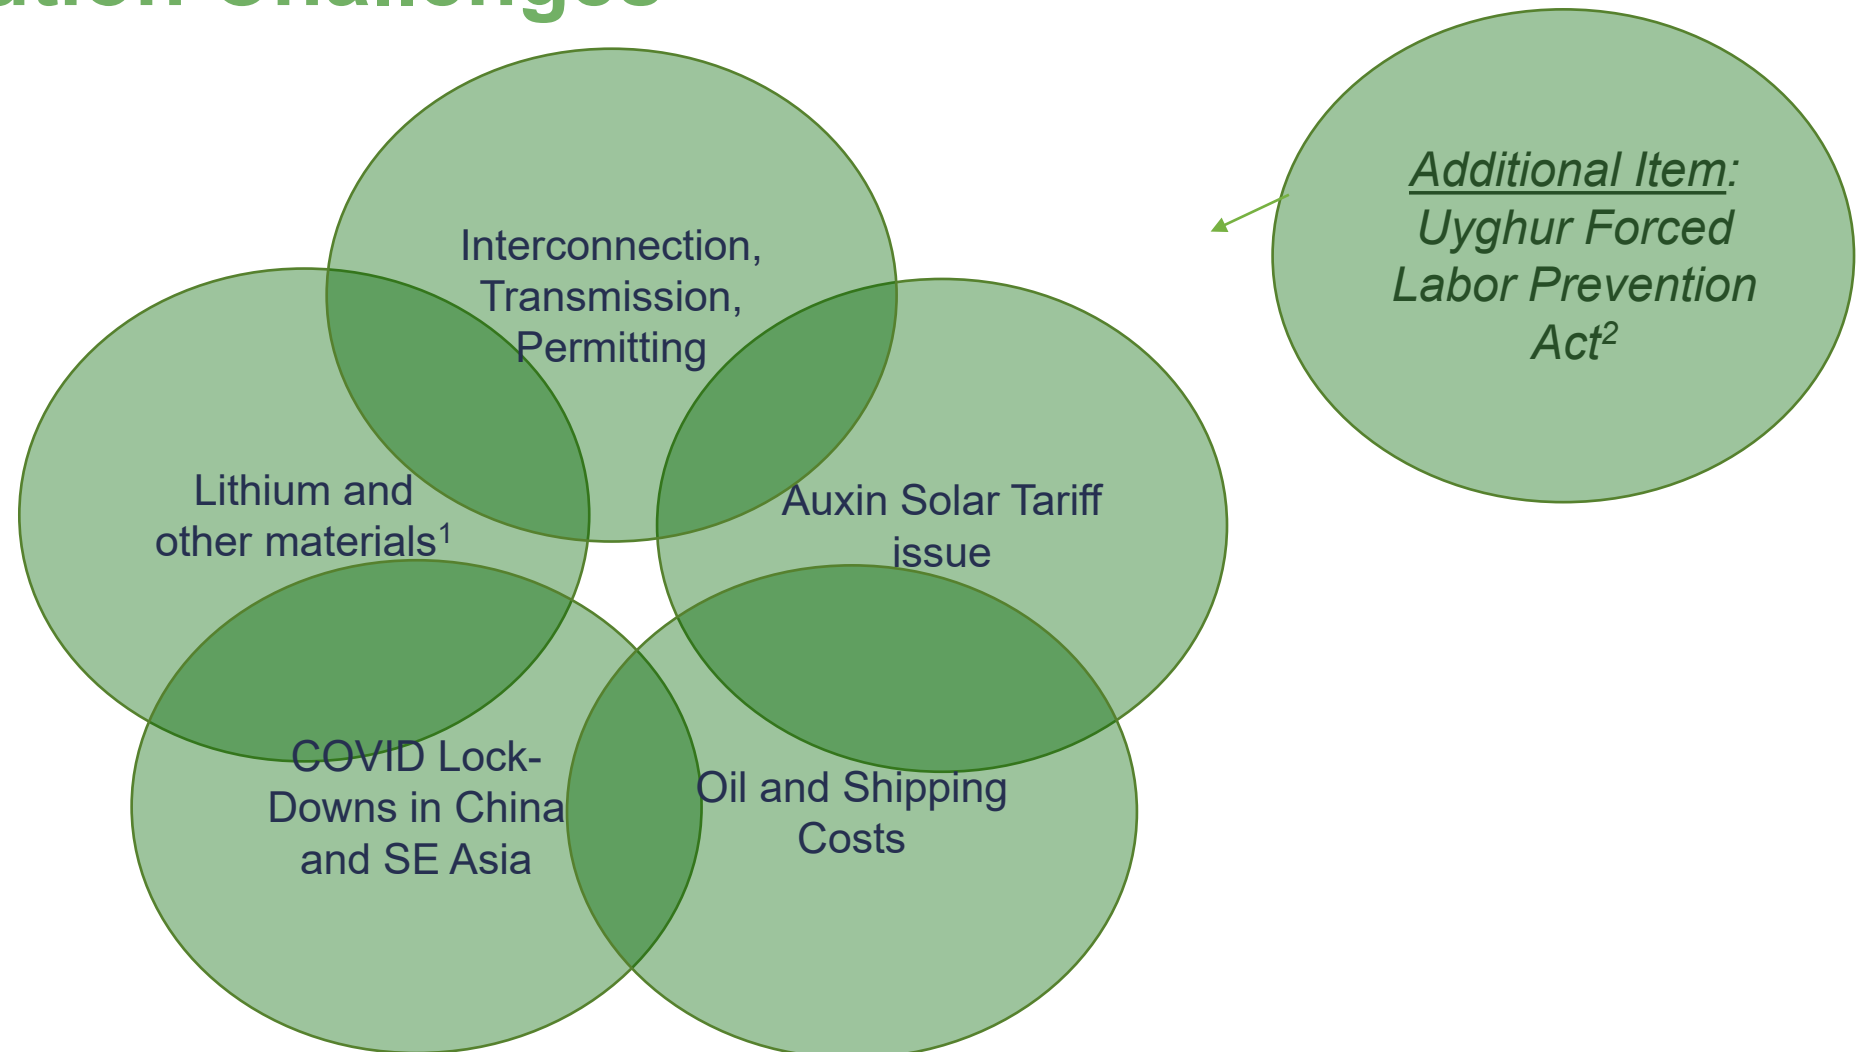 Challenges
Interconnection,
Transmission,
Permitting
Additional Item:
Uyghur Forced
Labor Prevention
Act²
Lithium and
other materials¹
Auxin Solar Tariff
issue
COVID Lock-
Downs in China
and SE Asia
Oil and Shipping
Costs